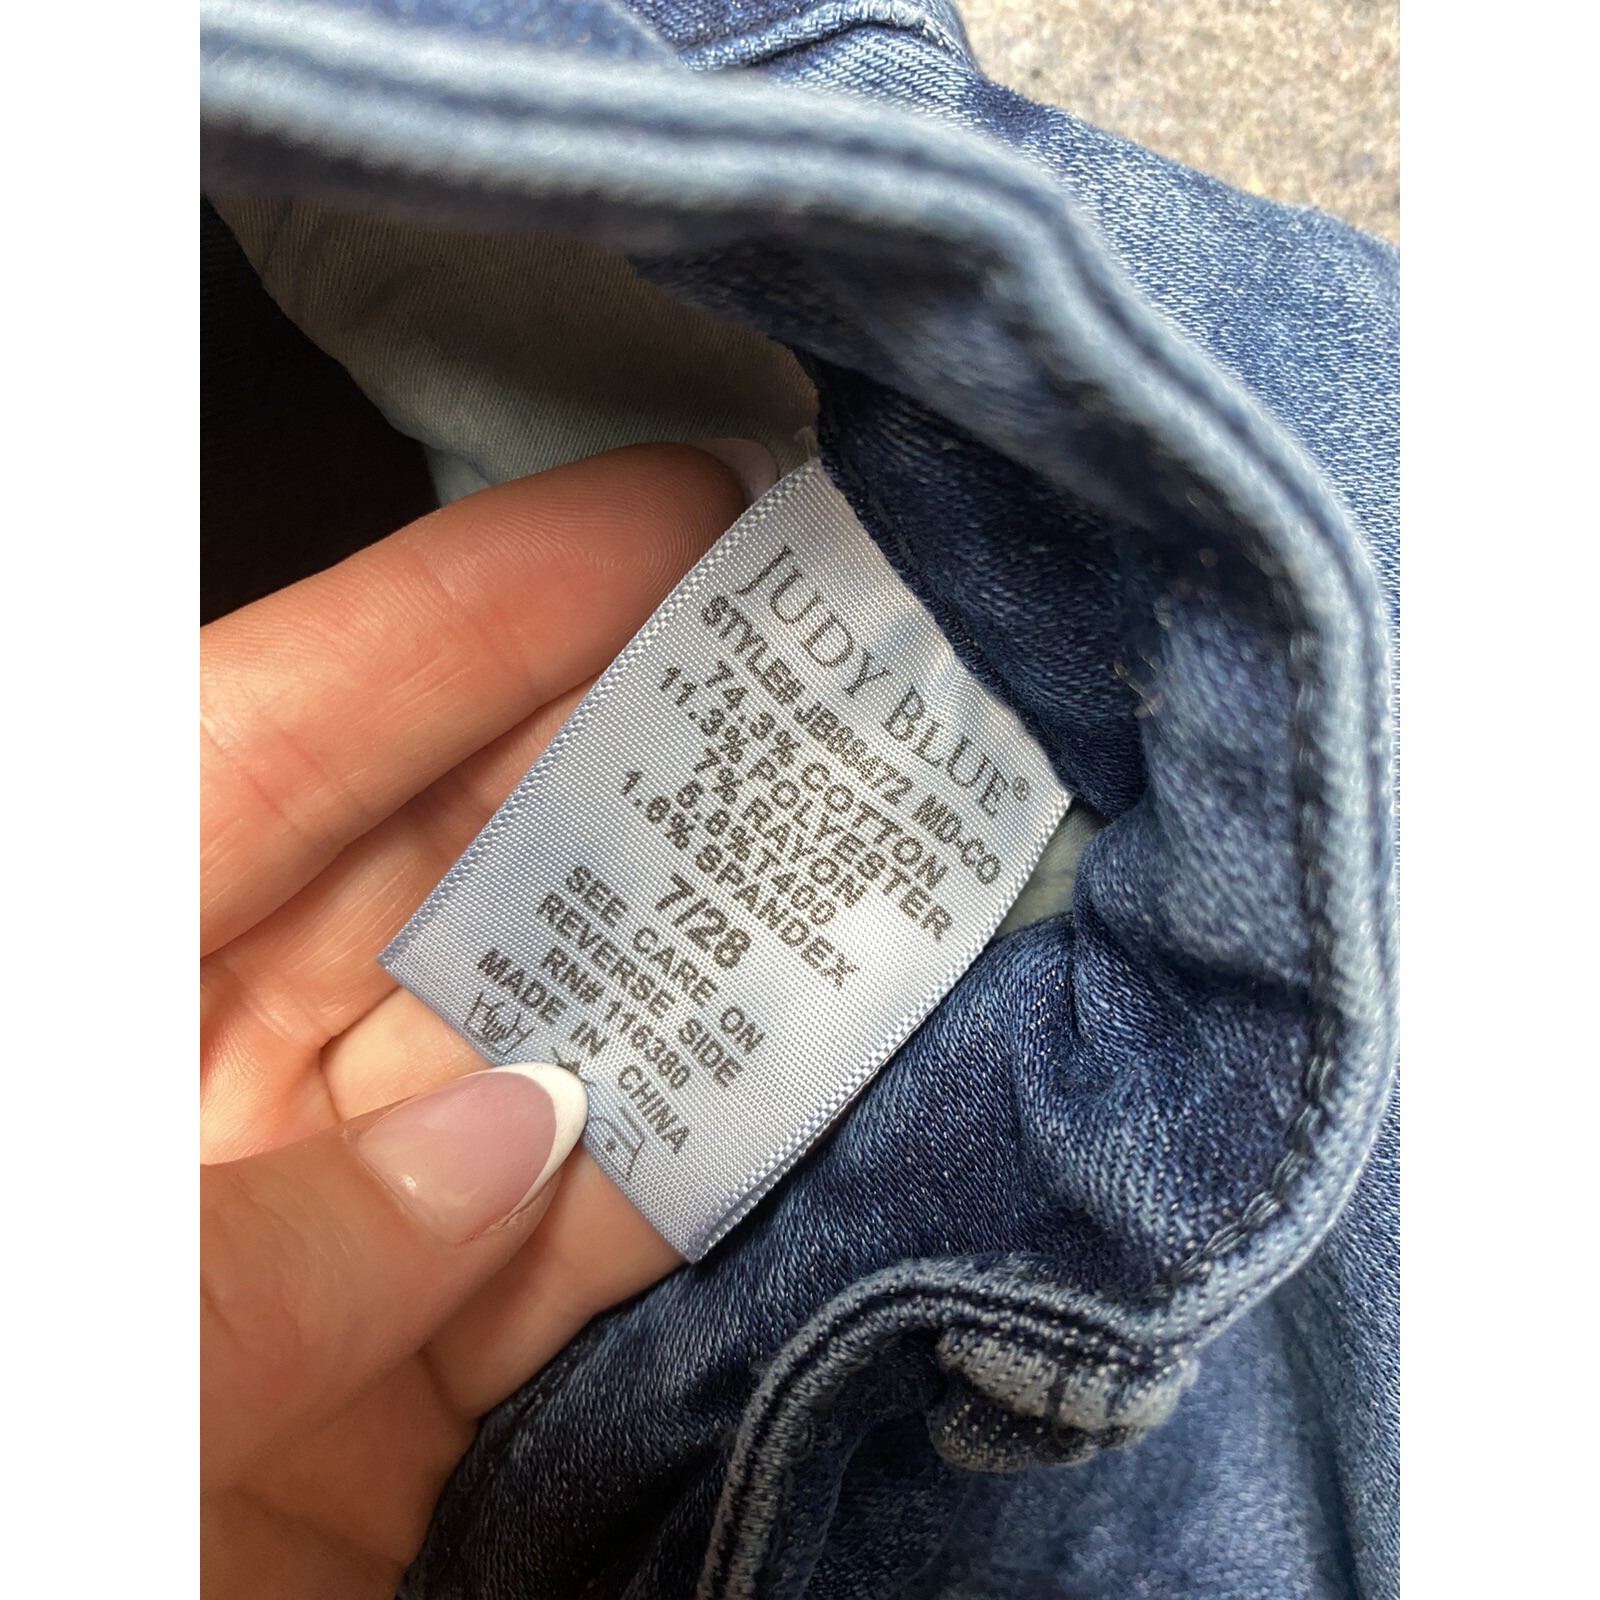 JUDY BLUE®
STYLE# JB88472 MD-CO
74.3% COTTON
11.3% POLYESTER
7% RAYON
5.8%T400
1.6% SPANDEX
7/28
SEE CARE ON
REVERSE SIDE
RN# 116380
MADE IN CHINA